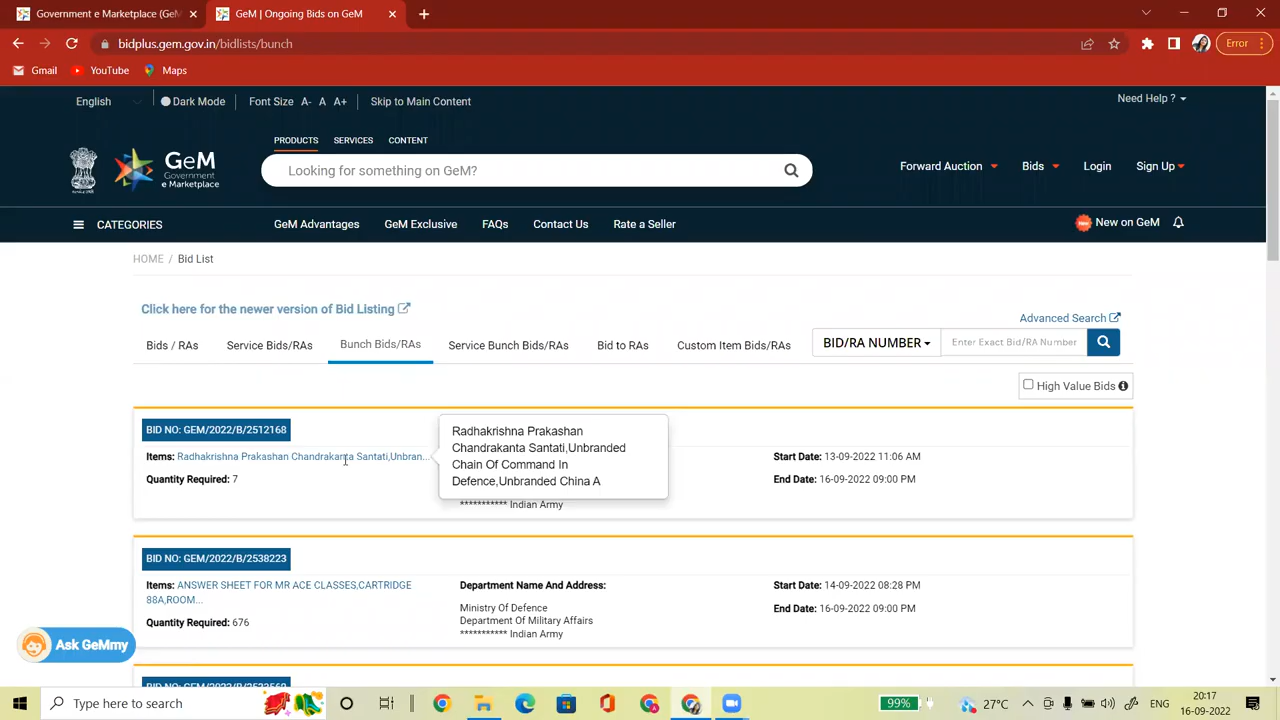 Government e Marketplace (GeM
GeM | Ongoing Bids on GeM
bidplus.gem.gov.in/bidlists/bunch
Error
Gmail
YouTube
Maps
English
Dark Mode
Font Size A- A A+
Skip to Main Content
Need Help ?
PRODUCTS SERVICES CONTENT
GeM
Government
e Marketplace
Looking for something on GeM?
Forward Auction
Bids
Login
Sign Up
CATEGORIES
GeM Advantages
GeM Exclusive
FAQs
Contact Us
Rate a Seller
New on GeM
HOME / Bid List
Click here for the newer version of Bid Listing
Advanced Search
Bids / RAs
Service Bids/RAs
Bunch Bids/RAs
Service Bunch Bids/RAs
Bid to RAs
Custom Item Bids/RAs
BID/RA NUMBER
Enter Exact Bid/RA Number
High Value Bids
BID NO: GEM/2022/B/2512168
Items: Radhakrishna Prakashan Chandrakanta Santati,Unbran...
Quantity Required: 7
Radhakrishna Prakashan
Chandrakanta Santati,Unbranded
Chain Of Command In
Defence,Unbranded China A
*********** Indian Army
Start Date: 13-09-2022 11:06 AM
End Date: 16-09-2022 09:00 PM
BID NO: GEM/2022/B/2538223
Items: ANSWER SHEET FOR MR ACE CLASSES,CARTRIDGE
88A,ROOM...
Quantity Required: 676
Department Name And Address:
Ministry Of Defence
Department Of Military Affairs
*********** Indian Army
Start Date: 14-09-2022 08:28 PM
End Date: 16-09-2022 09:00 PM
Ask GeMmy
Type here to search
99%
27°C
ENG
20:17
16-09-2022